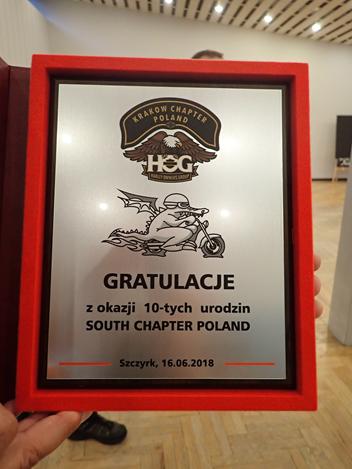 KRAKOW CHAPTER
POLAND
HOG
HARLEY OWNERS GROUP
GRATULACJE
z okazji 10-tych urodzin
SOUTH CHAPTER POLAND
Szczyrk, 16.06.2018